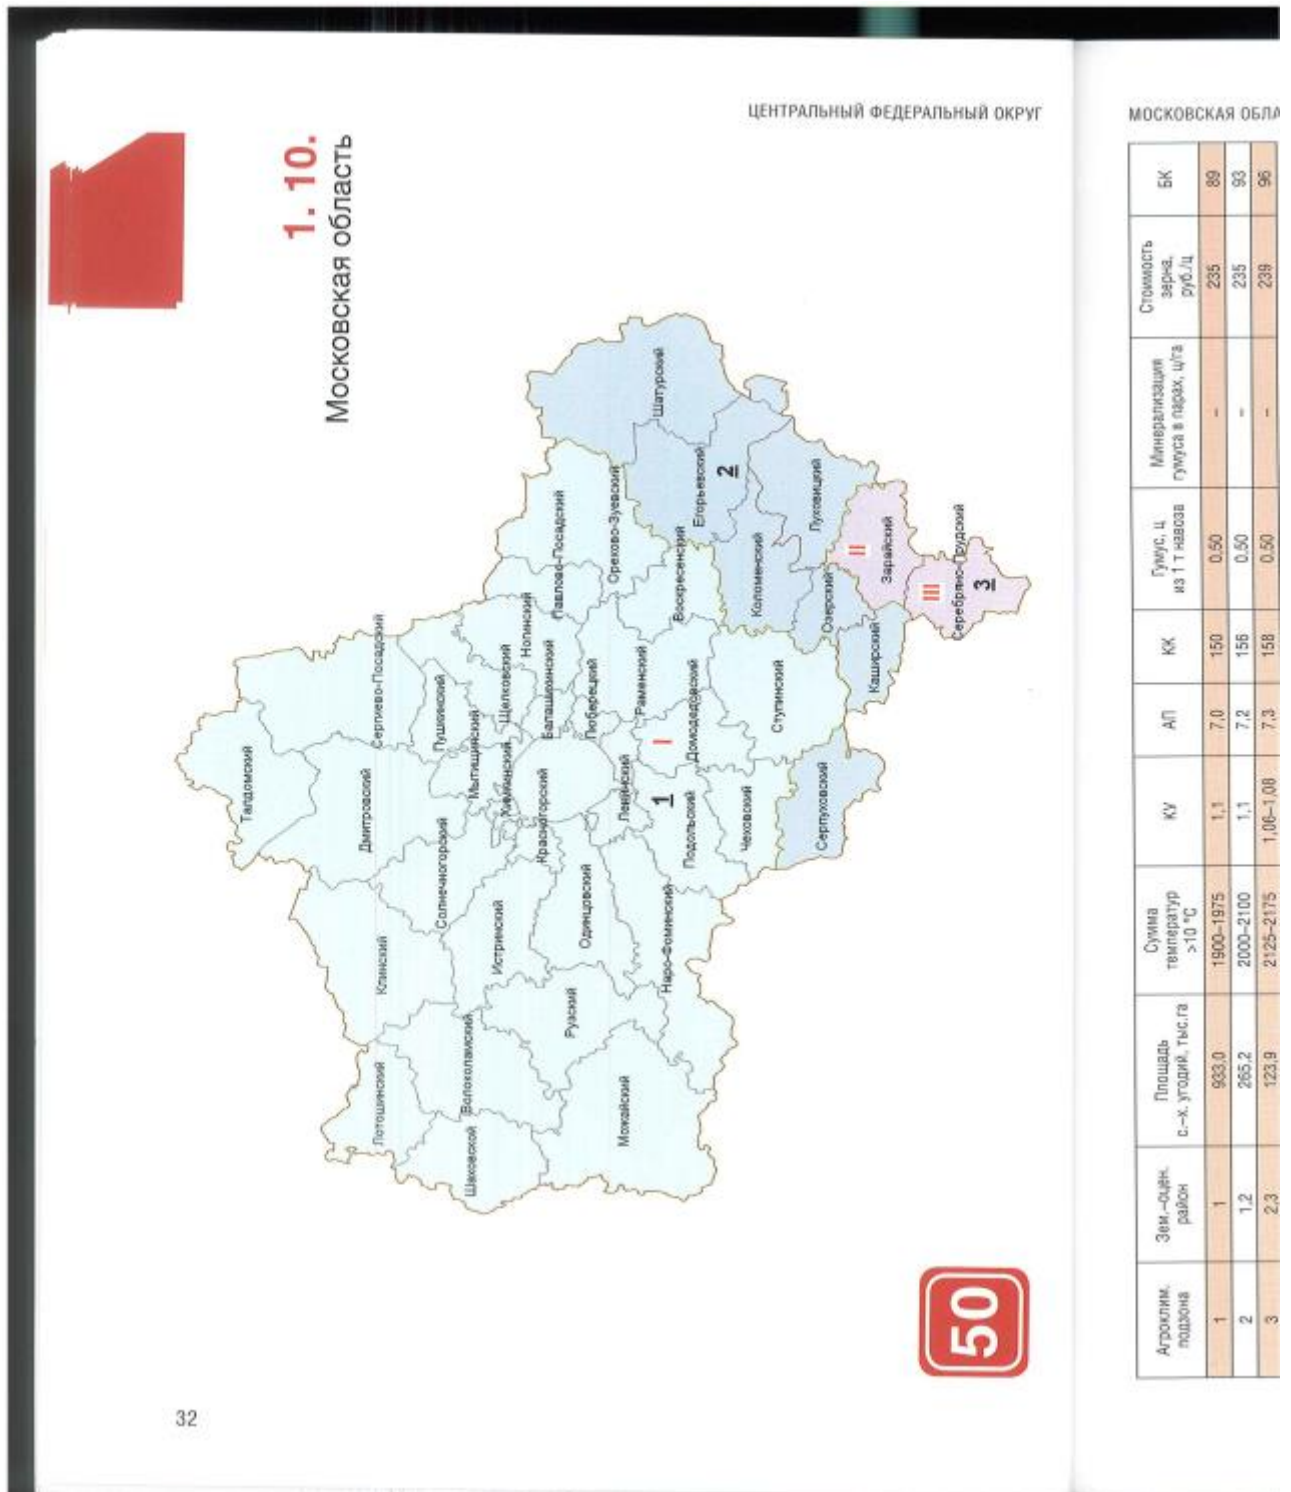 ЦЕНТРАЛЬНЫЙ ФЕДЕРАЛЬНЫЙ ОКРУГ
1. 10.
Московская область
Талдомский
Сергиево-Посадский
Дмитровский
Клинский
Лотошинский
Пушкинский
Солнечногорский
Мытищинский
Щелковский
Ногинский
Химкинский
Волоколамский
Шаховской
Истринский
Павлово-Посадский
Балашихинский
Красногорский
Люберецкий
Орехово-Зуевский
Одинцовский
Рузский
Ленинский
Раменский
Воскресенский
Шатурский
Можайский
I
1
Наро-Фоминский
Домодедовский
Подольский
Егорьевский
2
Чеховский
Ступинский
Коломенский
Луховицкий
Серпуховский
Озерский
Каширский
II
Зарайский
III
Серебряно-Прудский
3
50
32
МОСКОВСКАЯ ОБЛА
Агроклим. подзона
Зем.-оцен. район
Площадь с.-х. угодий, тыс.га
Сумма температур >10 °С
КУ
АП
КК
Гумус, ц из 1 т навоза
Минерализация гумуса в парах, ц/га
Стоимость зерна, руб./ц
БК
1 1 933,0 1900–1975 1,1 7,0 150 0,50 – 235 89
2 1,2 265,2 2000–2100 1,1 7,2 156 0,50 – 235 93
3 2,3 123,9 2125–2175 1,06–1,08 7,3 158 0,50 – 239 96